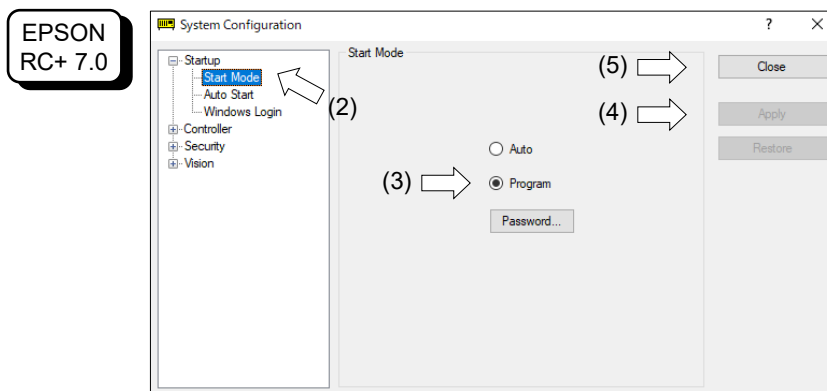 EPSON
RC+ 7.0
System Configuration
?
Startup
Start Mode
Auto Start
Windows Login
Controller
Security
Vision
(2)
Start Mode
Auto
(3)
Program
Password...
(5)
Close
(4)
Apply
Restore